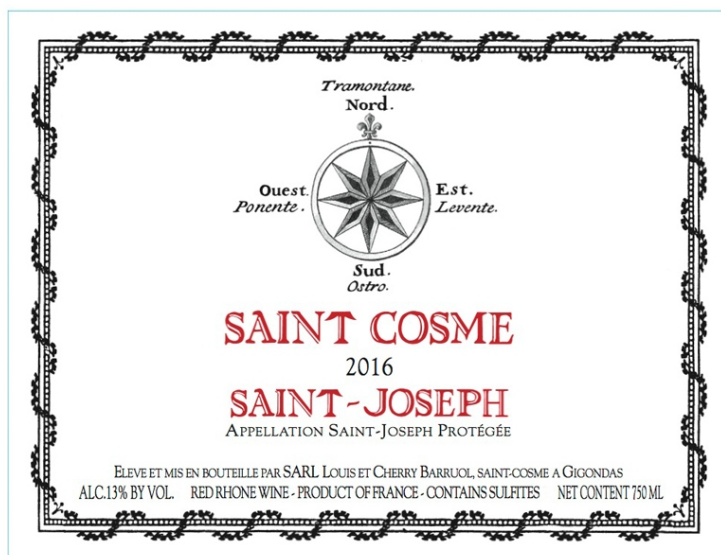 Tramontane.
Nord.
Ouest. Est.
Ponente. Levente.
Sud.
Ostro.
SAINT COSME
2016
SAINT-JOSEPH
APPELLATION SAINT-JOSEPH PROTÉGÉE
ELEVE ET MIS EN BOUTEILLE PAR SARL LOUIS ET CHERRY BARRUOL, SAINT-COSME A GIGONDAS
ALC.13% BY VOL. RED RHONE WINE - PRODUCT OF FRANCE - CONTAINS SULFITES NET CONTENT 750 ML